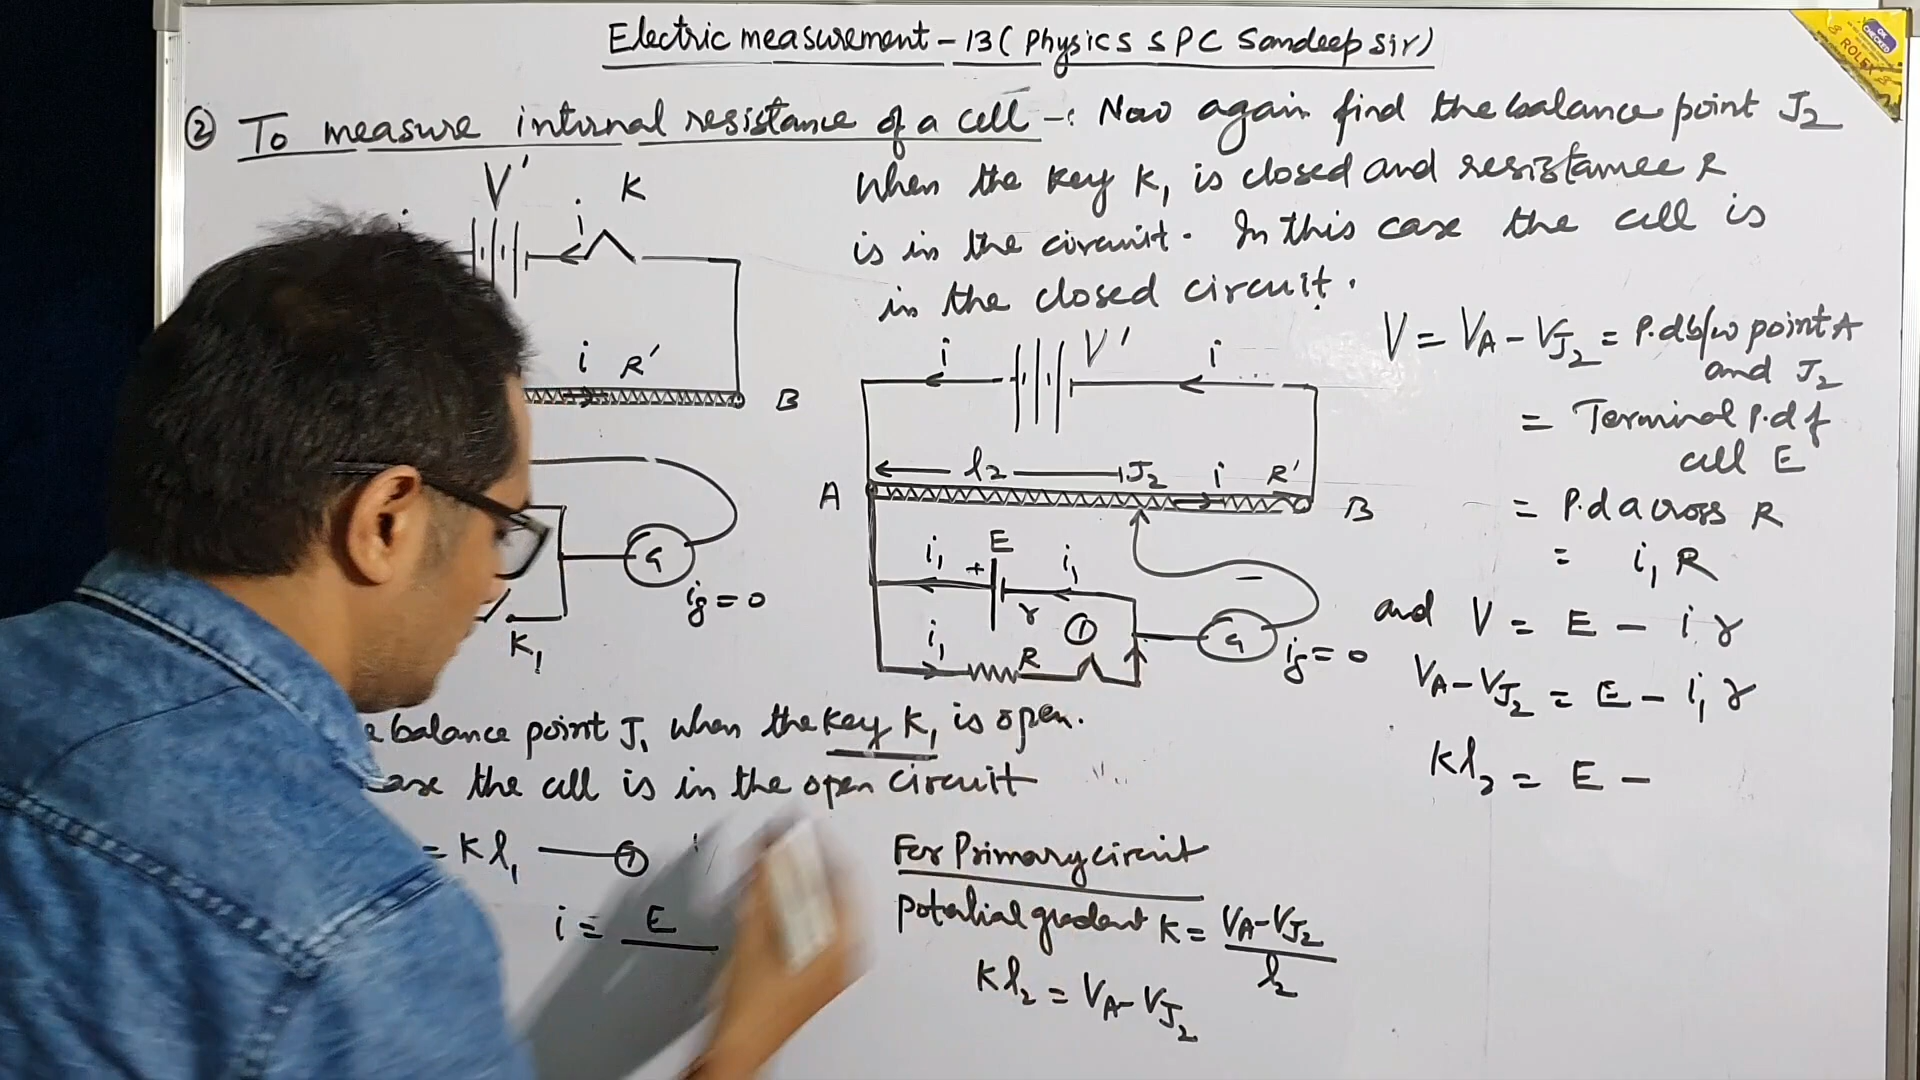 Electric measurement - 13 ( Physics SPC Sandeep Sir )
② To measure internal resistance of a cell -: Now again find the balance point J₂
when the key K₁ is closed and resistance R
is in the circuit. In this case the cell is
in the closed circuit.
V' K
i i
i R' B
G
ig = 0
K₁
e balance point J₁ when the key K₁ is open.
ase the cell is in the open circuit
= Kl₁ — ①
i = E
V'
i i
l₂ J₂ i R'
A B
i₁ + E i₁
r ①
i₁ R
G
ig = 0
For Primary circuit
Potential gradent K = VA - VJ₂ / l₂
Kl₂ = VA - VJ₂
V = VA - VJ₂ = P.d b/w point A
and J₂
= Terminal P.d of
cell E
= P.d across R
= i₁ R
and V = E - i r
VA - VJ₂ = E - i₁ r
Kl₂ = E -
OK
CHECKED
ROLEX